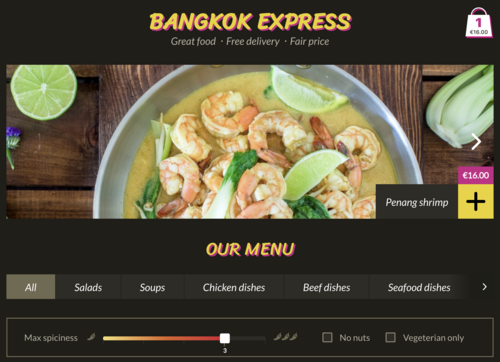 BANGKOK EXPRESS
Great food · Free delivery · Fair price
1
€16.00
€16.00
Penang shrimp
OUR MENU
All Salads Soups Chicken dishes Beef dishes Seafood dishes
Max spiciness No nuts Vegeterian only
3